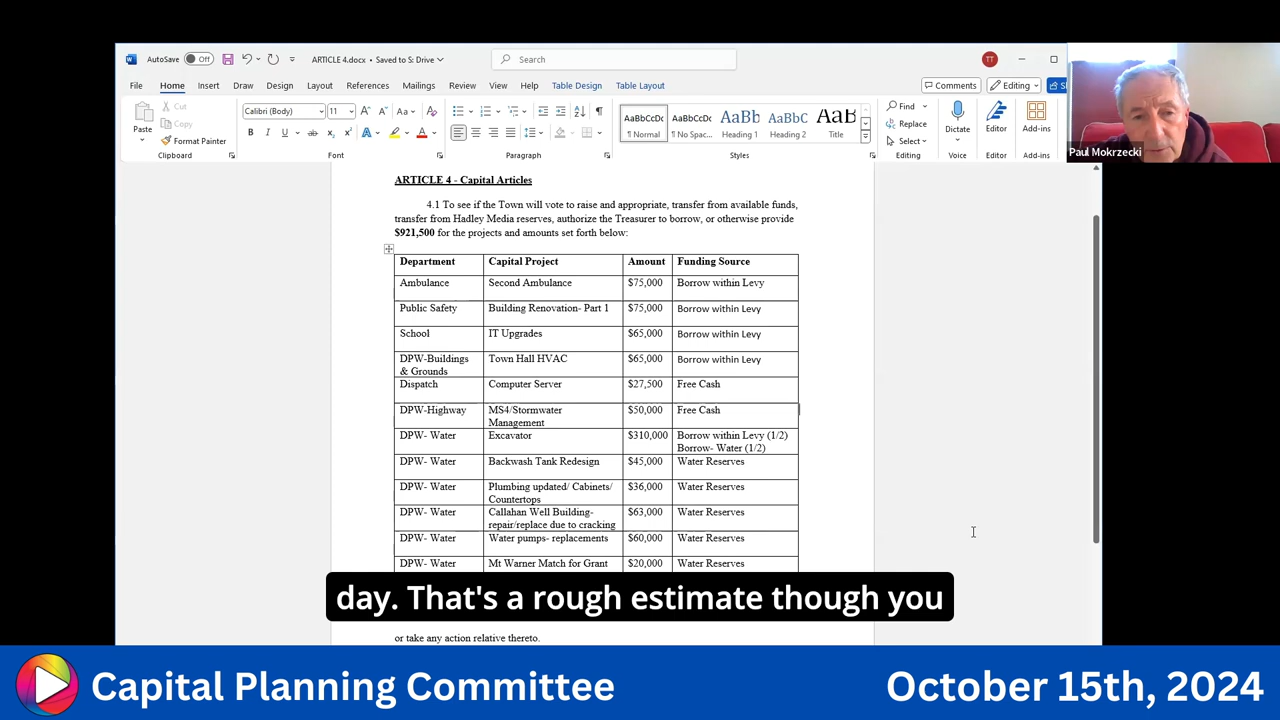 AutoSave Off ARTICLE 4.docx • Saved to S: Drive Search TT
File Home Insert Draw Design Layout References Mailings Review View Help Table Design Table Layout Comments Editing
Paste Cut Copy Format Painter
Calibri (Body) 11
AaBbCcDc AaBbCcDc AaBb AaBbC AaB
¶ Normal ¶ No Spac... Heading 1 Heading 2 Title
Find Replace Select Dictate Editor Add-ins
Clipboard Font Paragraph Styles Editing Voice Editor Add-ins
Paul Mokrzecki
ARTICLE 4 - Capital Articles
4.1 To see if the Town will vote to raise and appropriate, transfer from available funds,
transfer from Hadley Media reserves, authorize the Treasurer to borrow, or otherwise provide
$921,500 for the projects and amounts set forth below:
Department Capital Project Amount Funding Source
Ambulance Second Ambulance $75,000 Borrow within Levy
Public Safety Building Renovation- Part 1 $75,000 Borrow within Levy
School IT Upgrades $65,000 Borrow within Levy
DPW-Buildings & Grounds Town Hall HVAC $65,000 Borrow within Levy
Dispatch Computer Server $27,500 Free Cash
DPW-Highway MS4/Stormwater Management $50,000 Free Cash
DPW- Water Excavator $310,000 Borrow within Levy (1/2) Borrow- Water (1/2)
DPW- Water Backwash Tank Redesign $45,000 Water Reserves
DPW- Water Plumbing updated/ Cabinets/ Countertops $36,000 Water Reserves
DPW- Water Callahan Well Building- repair/replace due to cracking $63,000 Water Reserves
DPW- Water Water pumps- replacements $60,000 Water Reserves
DPW- Water Mt Warner Match for Grant $20,000 Water Reserves
day. That's a rough estimate though you
or take any action relative thereto.
Capital Planning Committee October 15th, 2024